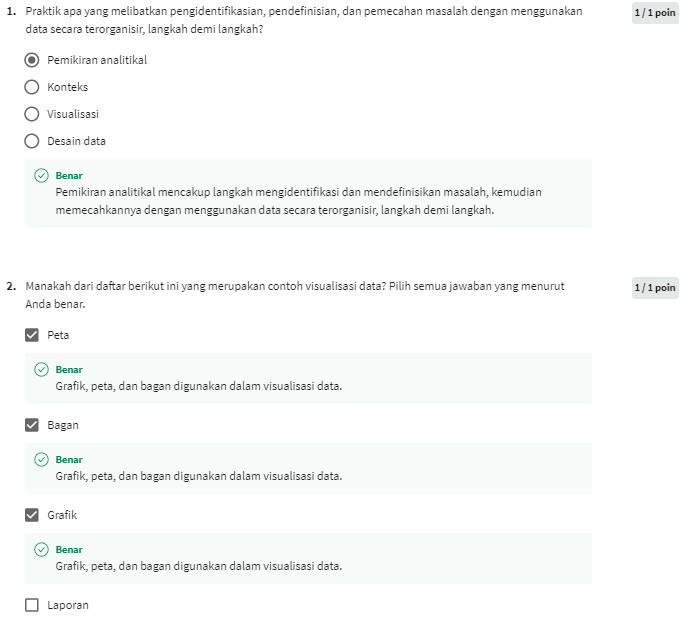 1. Praktik apa yang melibatkan pengidentifikasian, pendefinisian, dan pemecahan masalah dengan menggunakan
data secara terorganisir, langkah demi langkah?
1 / 1 poin
Pemikiran analitikal
Konteks
Visualisasi
Desain data
Benar
Pemikiran analitikal mencakup langkah mengidentifikasi dan mendefinisikan masalah, kemudian
memecahkannya dengan menggunakan data secara terorganisir, langkah demi langkah.
2. Manakah dari daftar berikut ini yang merupakan contoh visualisasi data? Pilih semua jawaban yang menurut
Anda benar.
1 / 1 poin
Peta
Benar
Grafik, peta, dan bagan digunakan dalam visualisasi data.
Bagan
Benar
Grafik, peta, dan bagan digunakan dalam visualisasi data.
Grafik
Benar
Grafik, peta, dan bagan digunakan dalam visualisasi data.
Laporan